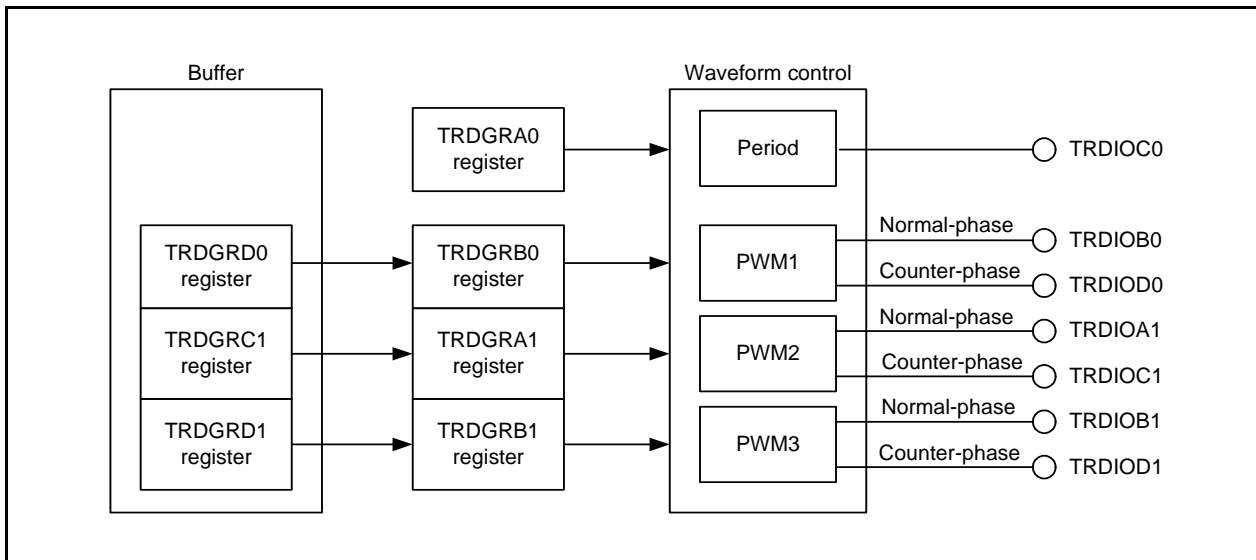 Buffer
Waveform control
TRDGRA0
register
Period
TRDIOC0
TRDGRD0
register
TRDGRB0
register
PWM1
Normal-phase
TRDIOB0
Counter-phase
TRDIOD0
TRDGRC1
register
TRDGRA1
register
PWM2
Normal-phase
TRDIOA1
Counter-phase
TRDIOC1
TRDGRD1
register
TRDGRB1
register
PWM3
Normal-phase
TRDIOB1
Counter-phase
TRDIOD1